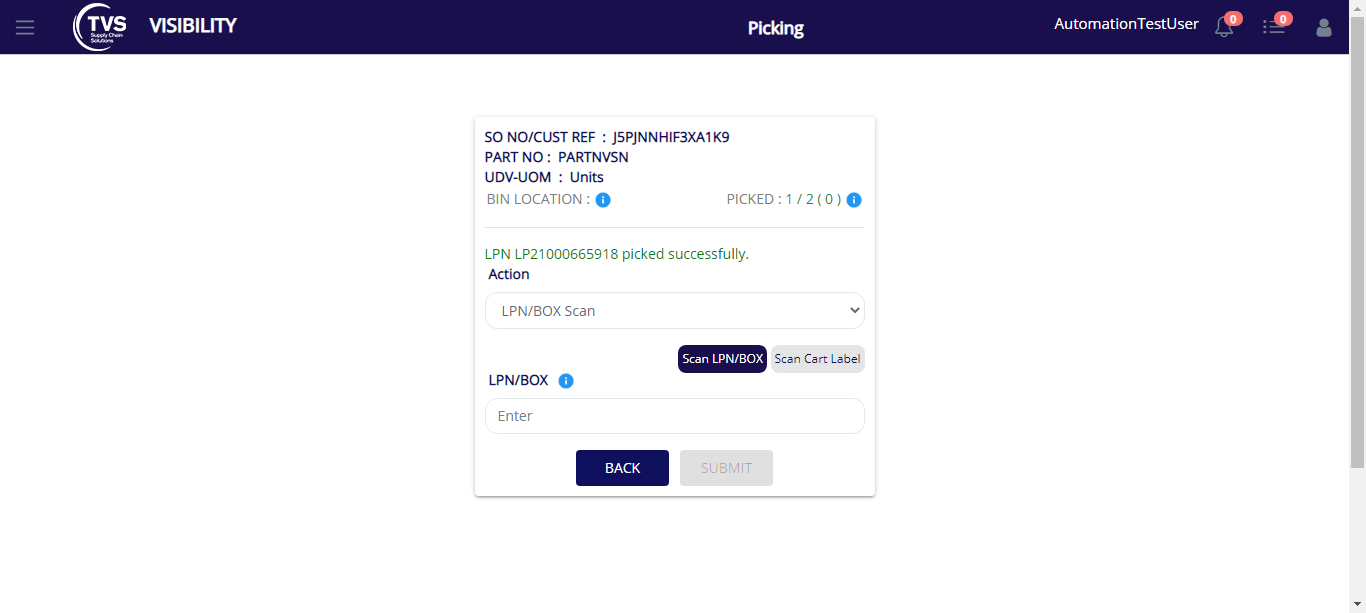 TVS
Supply Chain
Solutions
VISIBILITY
Picking
AutomationTestUser
0
0
SO NO/CUST REF : J5PJNNHIF3XA1K9
PART NO : PARTNVSN
UDV-UOM : Units
BIN LOCATION : i PICKED : 1 / 2 ( 0 ) i
LPN LP21000665918 picked successfully.
Action
LPN/BOX Scan
Scan LPN/BOX Scan Cart Label
LPN/BOX i
Enter
BACK SUBMIT